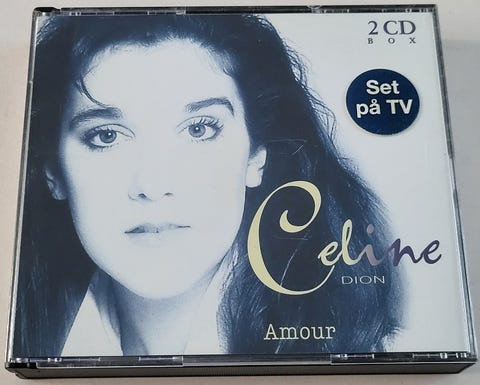 2 CD
BOX
Set
på TV
Celine
DION
Amour